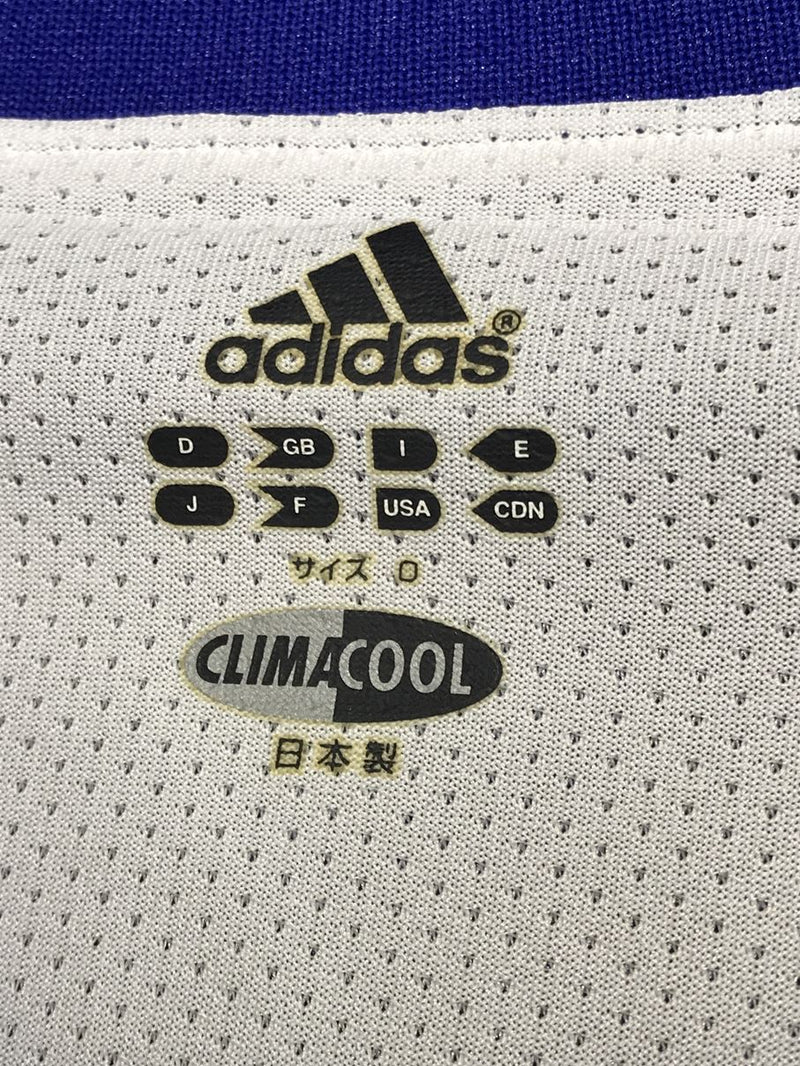 adidas®
D GB I E
J F USA CDN
サイズ O
CLIMACOOL
日本製